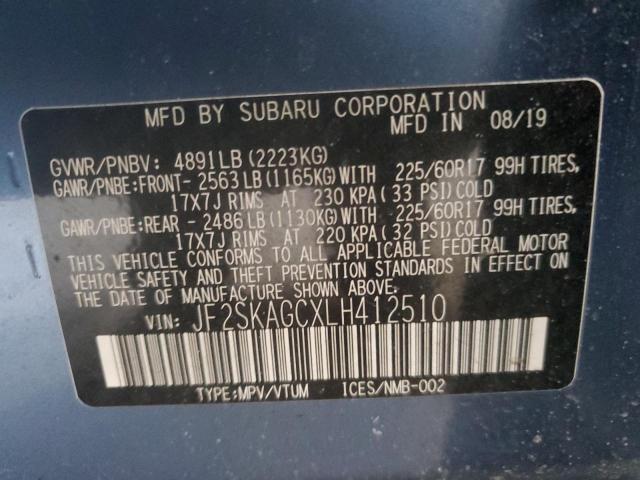 MFD BY SUBARU CORPORATION
MFD IN 08/19
GVWR/PNBV: 4891LB (2223KG)
GAWR/PNBE:FRONT- 2563 LB (1165KG)WITH 225/60R17 99H TIRES,
17X7J RIMS AT 230 KPA (33 PSI) COLD
GAWR/PNBE:REAR - 2486 LB (1130KG)WITH 225/60R17 99H TIRES,
17X7J RIMS AT 220 KPA (32 PSI) COLD
THIS VEHICLE CONFORMS TO ALL APPLICABLE FEDERAL MOTOR
VEHICLE SAFETY AND THEFT PREVENTION STANDARDS IN EFFECT ON
THE DATE OF MANUFACTURE SHOWN ABOVE.
VIN: JF2SKAGCXLH412510
TYPE:MPV/VTUM ICES/NMB-002